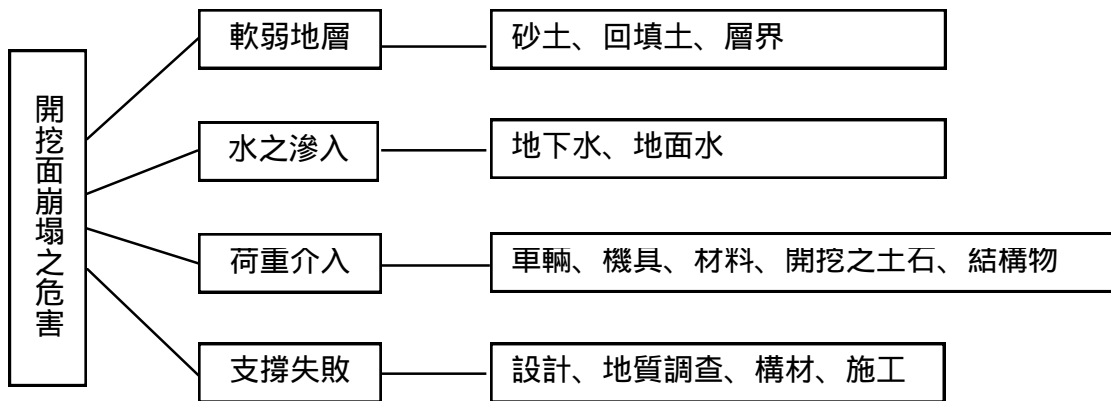 開挖面崩塌之危害
軟弱地層
砂土、回填土、層界
水之滲入
地下水、地面水
荷重介入
車輛、機具、材料、開挖之土石、結構物
支撐失敗
設計、地質調查、構材、施工